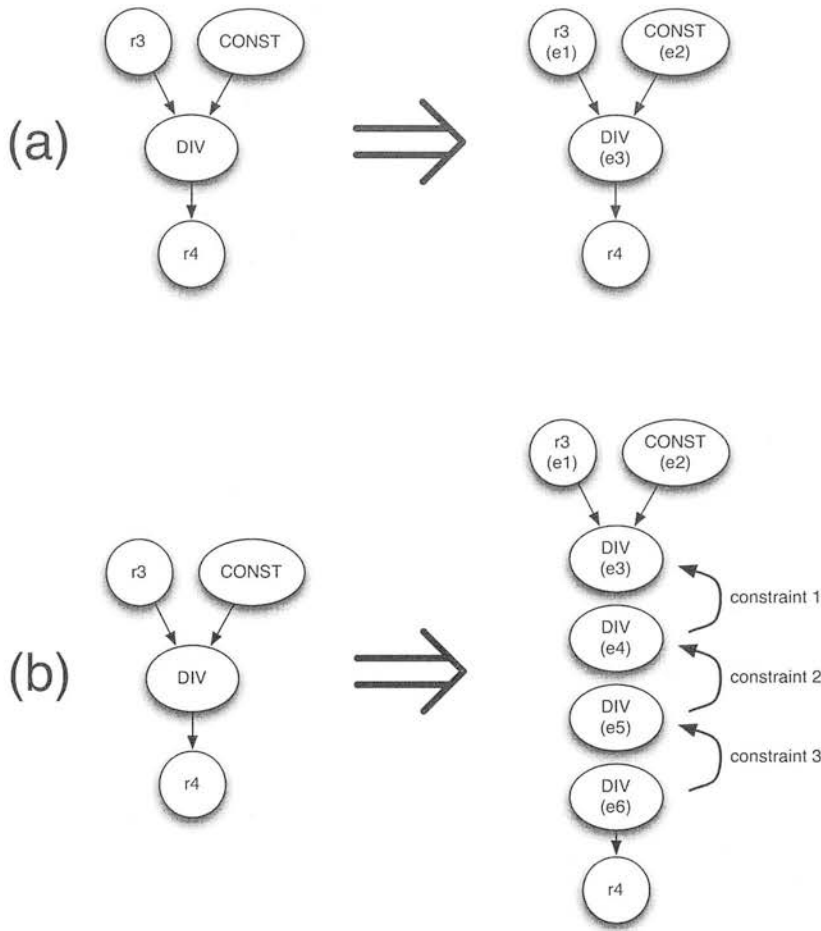 r3
CONST
r3
(e1)
CONST
(e2)
(a)
DIV
DIV
(e3)
r4
r4
r3
(e1)
CONST
(e2)
r3
CONST
DIV
(e3)
constraint 1
DIV
(e4)
(b)
DIV
constraint 2
DIV
(e5)
constraint 3
r4
DIV
(e6)
r4